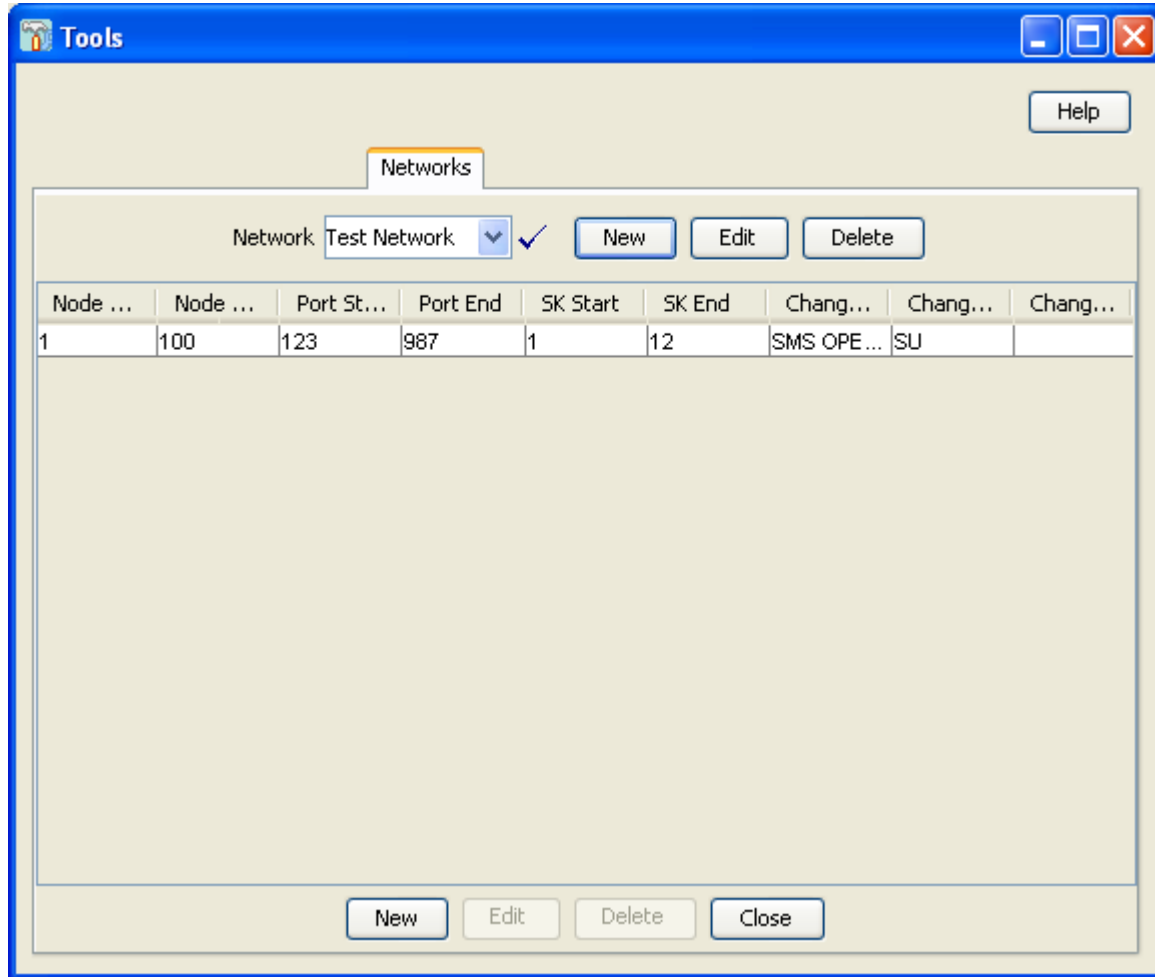 Tools
Help
Networks
Network Test Network New Edit Delete
Node ... Node ... Port St... Port End SK Start SK End Chang... Chang... Chang...
1 100 123 987 1 12 SMS OPE... SU
New Edit Delete Close